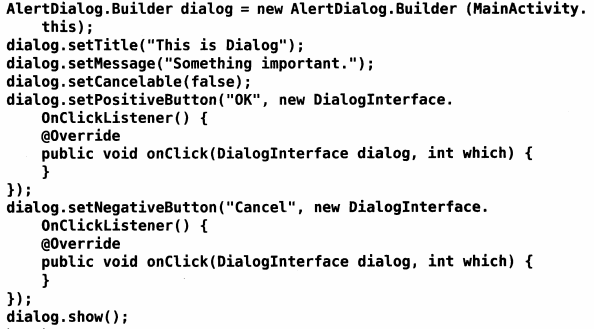 AlertDialog.Builder dialog = new AlertDialog.Builder (MainActivity.
this);
dialog.setTitle("This is Dialog");
dialog.setMessage("Something important.");
dialog.setCancelable(false);
dialog.setPositiveButton("OK", new DialogInterface.
OnClickListener() {
@Override
public void onClick(DialogInterface dialog, int which) {
}
});
dialog.setNegativeButton("Cancel", new DialogInterface.
OnClickListener() {
@Override
public void onClick(DialogInterface dialog, int which) {
}
});
dialog.show();